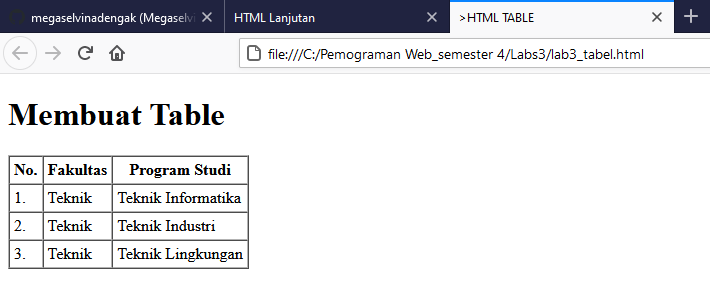 megaselvinadengak (Megaselvi
HTML Lanjutan
>HTML TABLE
file:///C:/Pemograman Web_semester 4/Labs3/lab3_tabel.html
Membuat Table
No. Fakultas Program Studi
1. Teknik Teknik Informatika
2. Teknik Teknik Industri
3. Teknik Teknik Lingkungan